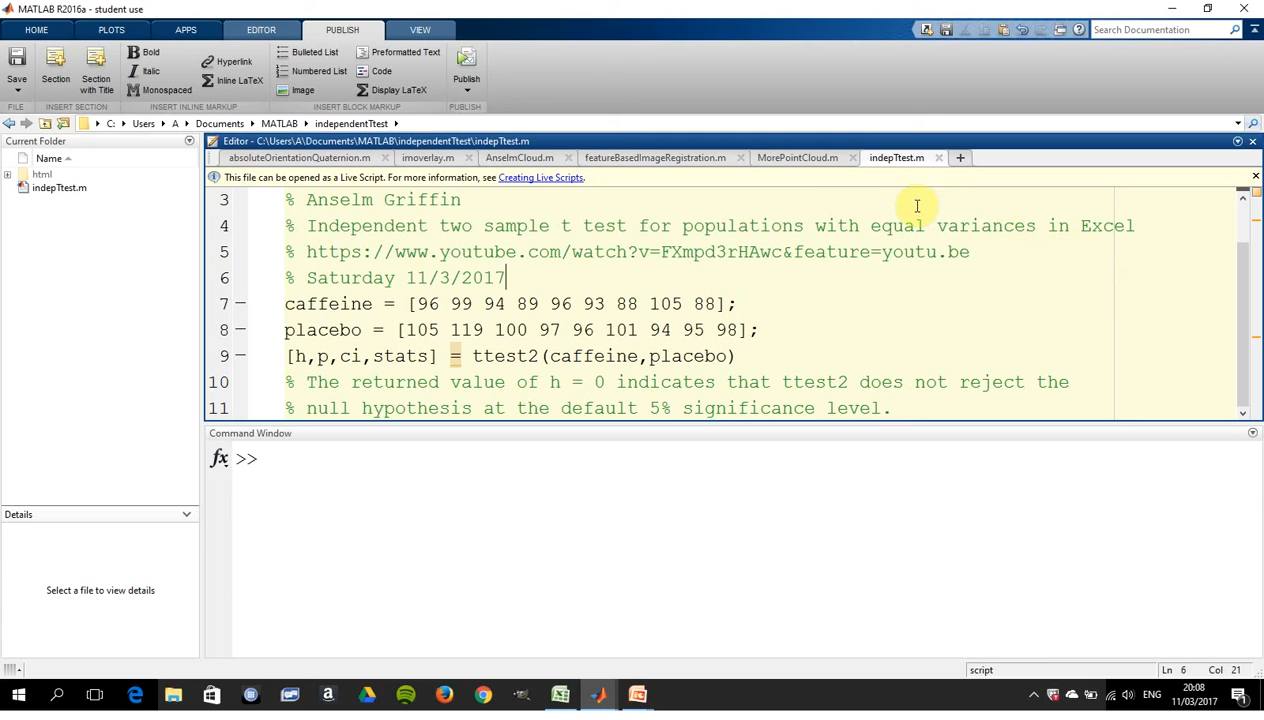 MATLAB R2016a - student use
HOME PLOTS APPS EDITOR PUBLISH VIEW
Search Documentation
Save
Section
Section with Title
B Bold
I Italic
M Monospaced
Hyperlink
Σ Inline LaTeX
Bulleted List
Numbered List
Image
Preformatted Text
Code
Σ Display LaTeX
Publish
FILE INSERT SECTION INSERT INLINE MARKUP INSERT BLOCK MARKUP PUBLISH
C: Users A Documents MATLAB independentTtest
Current Folder
Name
html
indepTtest.m
Details
Select a file to view details
Editor - C:\Users\A\Documents\MATLAB\independentTtest\indepTtest.m
absoluteOrientationQuaternion.m imoverlay.m AnselmCloud.m featureBasedImageRegistration.m MorePointCloud.m indepTtest.m
This file can be opened as a Live Script. For more information, see Creating Live Scripts.
3 % Anselm Griffin
4 % Independent two sample t test for populations with equal variances in Excel
5 % https://www.youtube.com/watch?v=FXmpd3rHAwc&feature=youtu.be
6 % Saturday 11/3/2017
7 caffeine = [96 99 94 89 96 93 88 105 88];
8 placebo = [105 119 100 97 96 101 94 95 98];
9 [h,p,ci,stats] = ttest2(caffeine,placebo)
10 % The returned value of h = 0 indicates that ttest2 does not reject the
11 % null hypothesis at the default 5% significance level.
Command Window
fx >>
script Ln 6 Col 21
ENG
20:08
11/03/2017